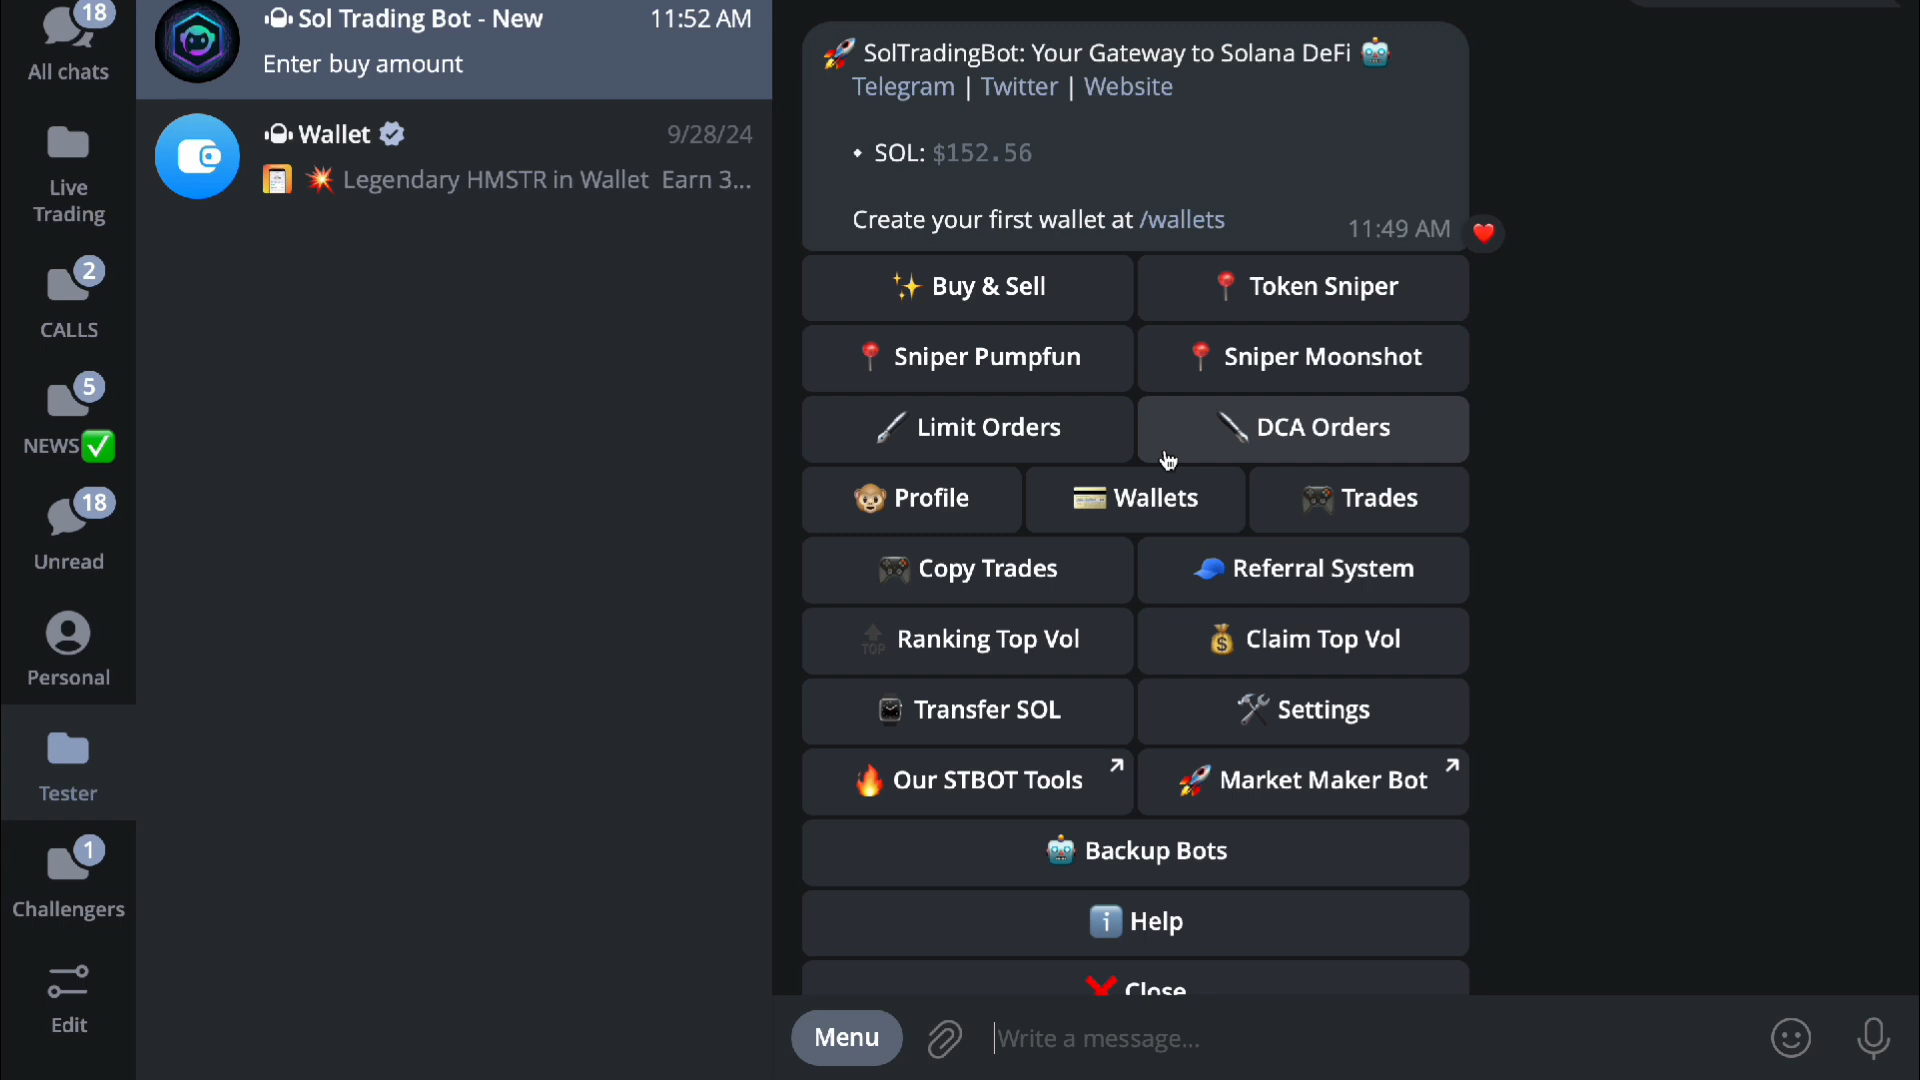 18
All chats
Live
Trading
2
CALLS
5
NEWS✅
18
Unread
Personal
Tester
1
Challengers
Edit
Sol Trading Bot - New
11:52 AM
Enter buy amount
Wallet
9/28/24
💥 Legendary HMSTR in Wallet Earn 3...
🚀 SolTradingBot: Your Gateway to Solana DeFi 🤖
Telegram | Twitter | Website
• SOL: $152.56
Create your first wallet at /wallets
11:49 AM
✨ Buy & Sell
📍 Token Sniper
📍 Sniper Pumpfun
📍 Sniper Moonshot
Limit Orders
DCA Orders
🐵 Profile
💳 Wallets
🎮 Trades
🎮 Copy Trades
🧢 Referral System
🔝 Ranking Top Vol
💰 Claim Top Vol
Transfer SOL
🛠 Settings
🔥 Our STBOT Tools
🚀 Market Maker Bot
🤖 Backup Bots
ℹ️ Help
❌ Close
Menu
Write a message...